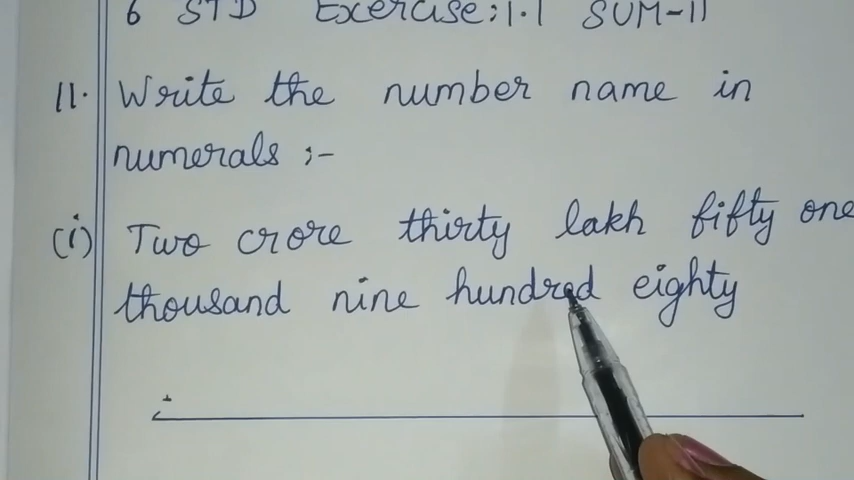 6 STD Exercise:1.1 SUM-11
11. Write the number name in
numerals :-
(i) Two crore thirty lakh fifty one
thousand nine hundred eighty